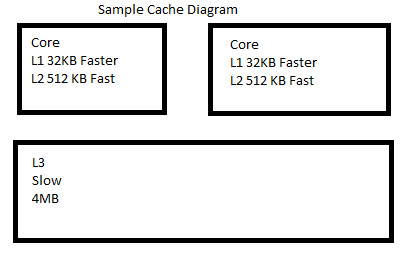 Sample Cache Diagram
Core
L1 32KB Faster
L2 512 KB Fast
Core
L1 32KB Faster
L2 512 KB Fast
L3
Slow
4MB